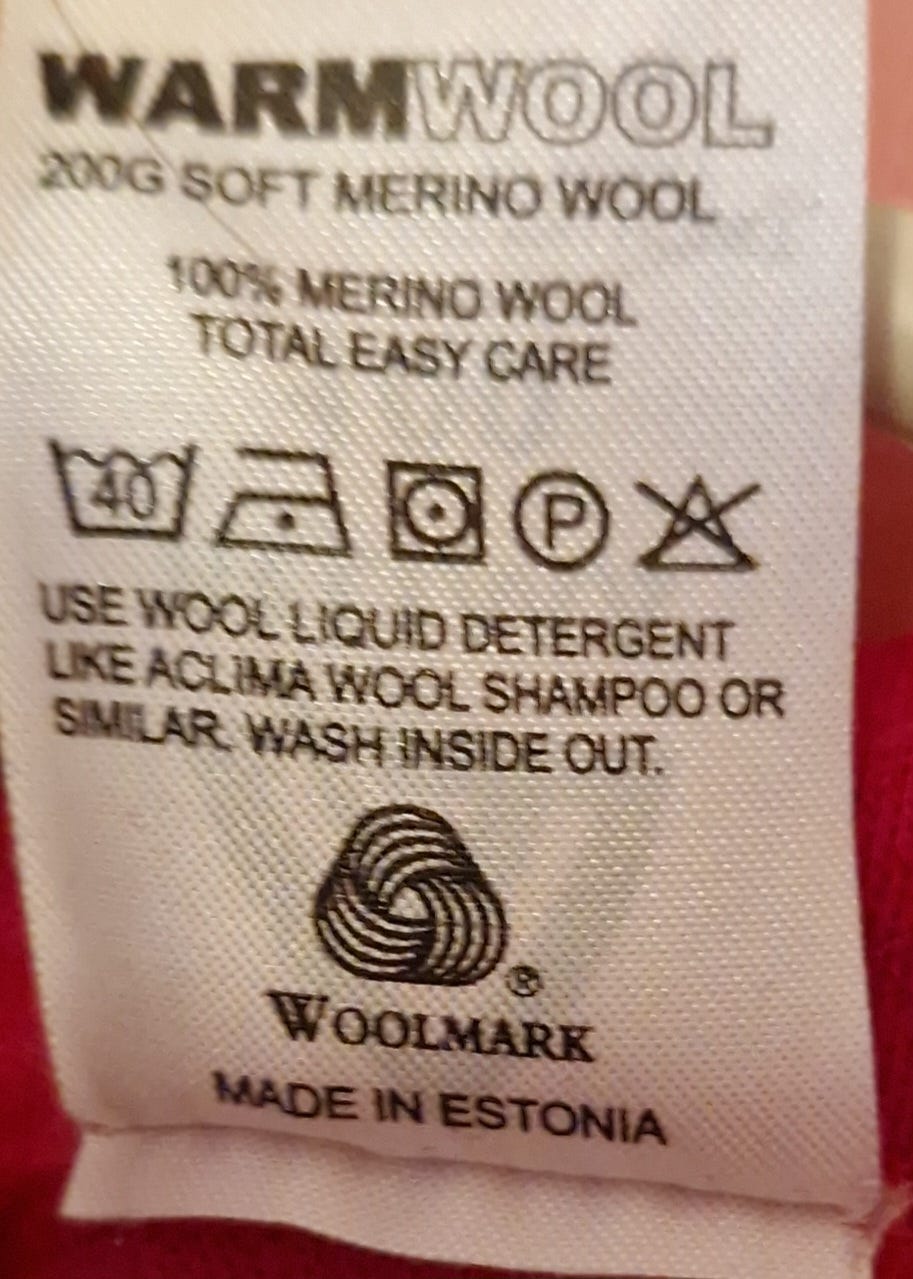 WARMWOOL
200G SOFT MERINO WOOL
100% MERINO WOOL
TOTAL EASY CARE
40 P
USE WOOL LIQUID DETERGENT
LIKE ACLIMA WOOL SHAMPOO OR
SIMILAR. WASH INSIDE OUT.
®
WOOLMARK
MADE IN ESTONIA